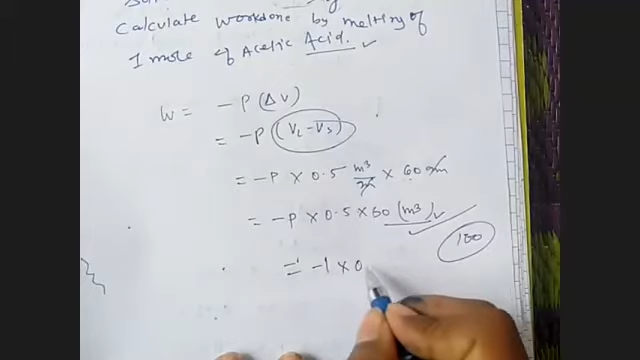 Calculate workdone by melting of
1 mole of Acetic Acid.
W = - P (ΔV)
= - P (V_L - V_S)
= - P × 0.5 m³/g × 60 gm
= - P × 0.5 × 60 (m³)
100
= - 1 × 0